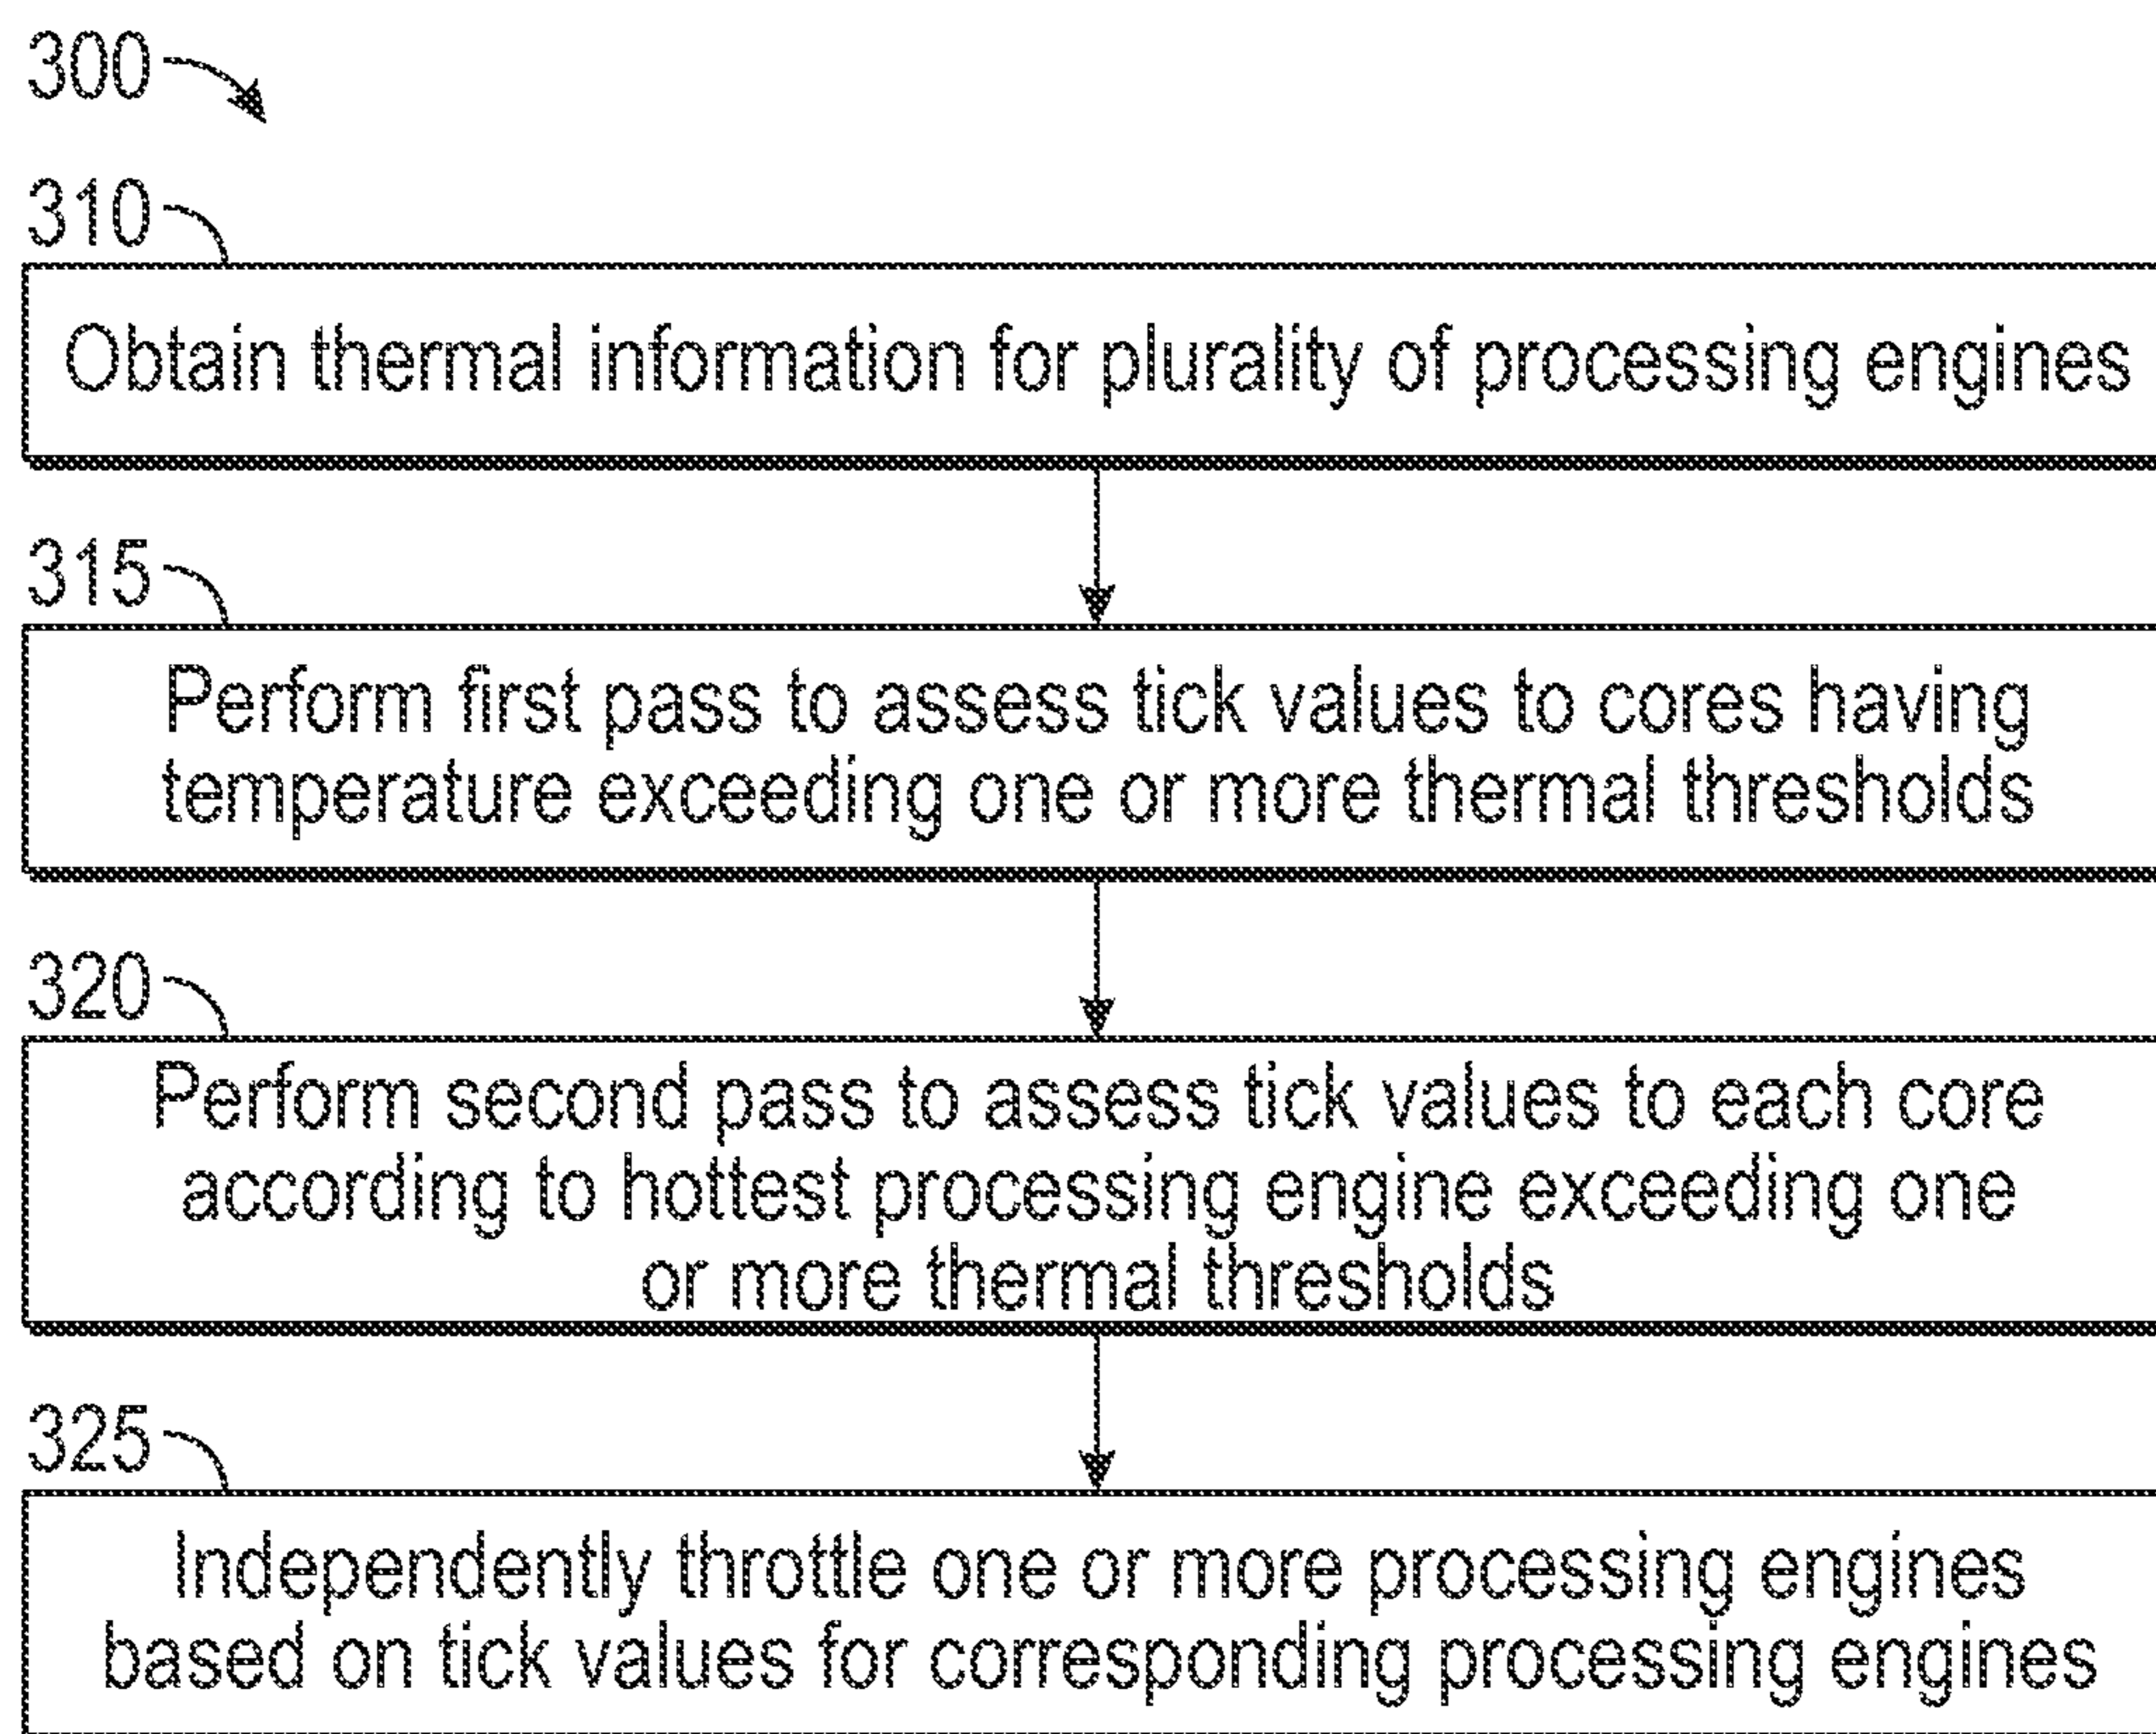 300
310
Obtain thermal information for plurality of processing engines
315
Perform first pass to assess tick values to cores having
temperature exceeding one or more thermal thresholds
320
Perform second pass to assess tick values to each core
according to hottest processing engine exceeding one
or more thermal thresholds
325
Independently throttle one or more processing engines
based on tick values for corresponding processing engines